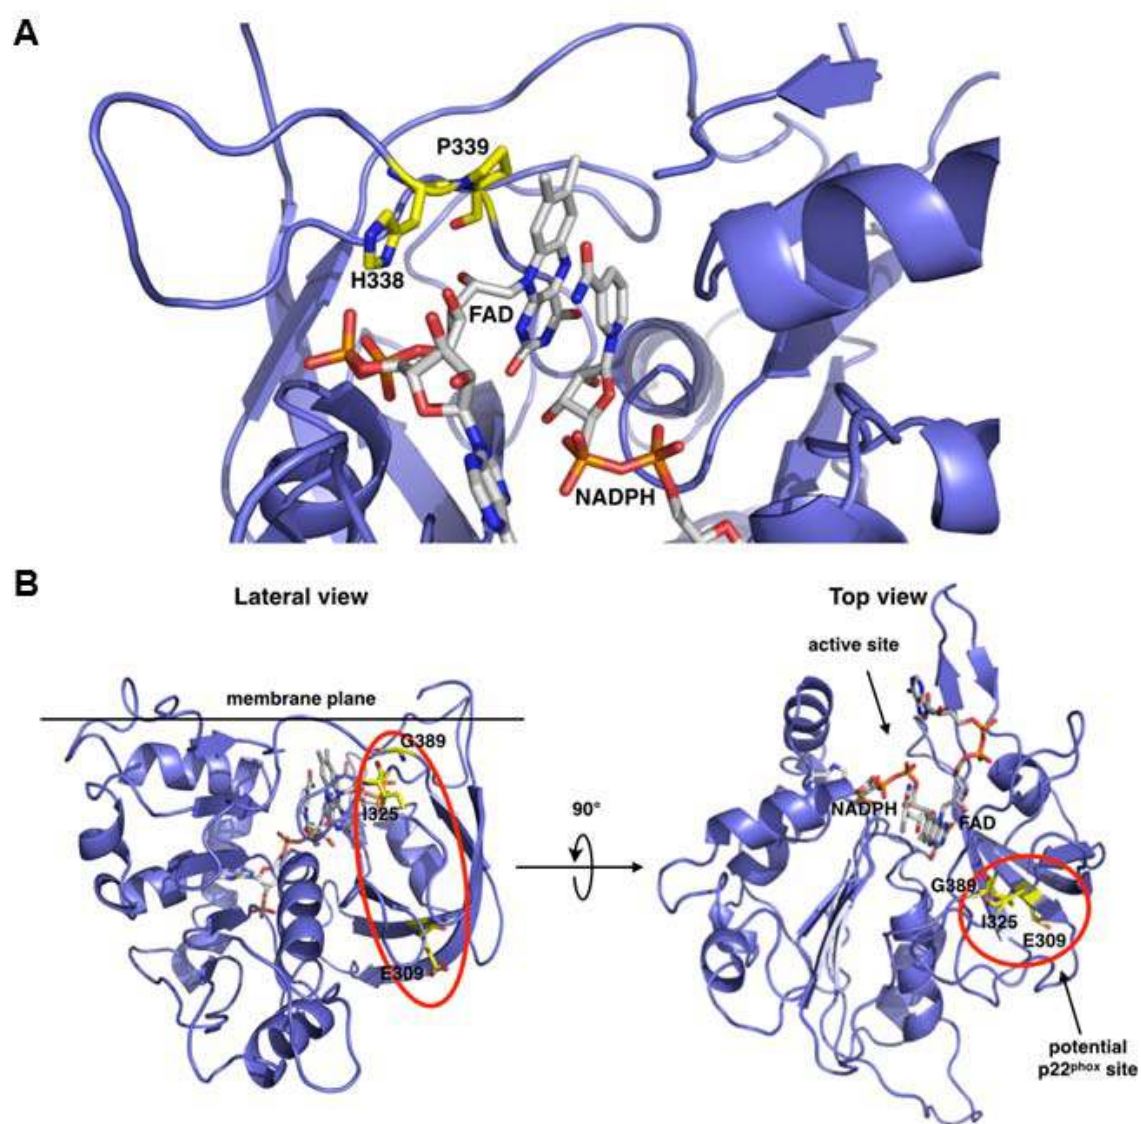 A
P339
H338
FAD
NADPH
B
Lateral view
Top view
active site
membrane plane
G389
I325
90°
NADPH
FAD
G389
I325
E309
E309
potential
p22phox site